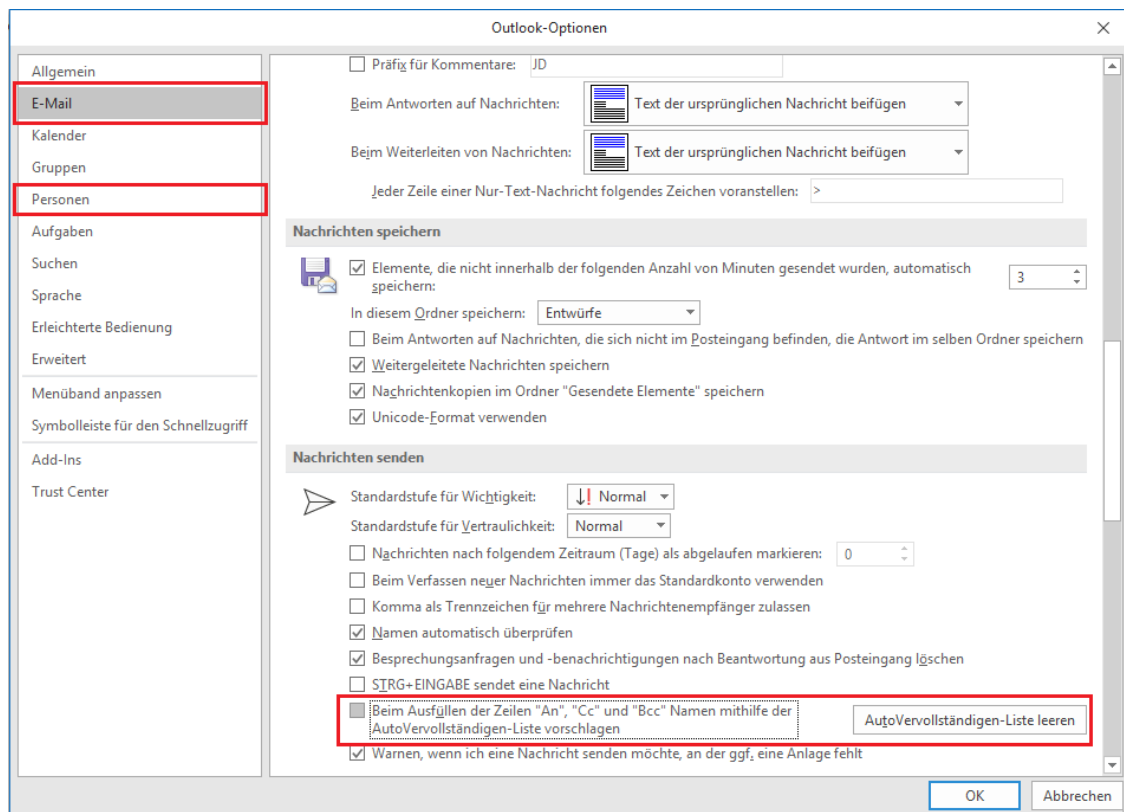 Outlook-Optionen
Allgemein
E-Mail
Kalender
Gruppen
Personen
Aufgaben
Suchen
Sprache
Erleichterte Bedienung
Erweitert
Menüband anpassen
Symbolleiste für den Schnellzugriff
Add-Ins
Trust Center
Präfix für Kommentare: JD
Beim Antworten auf Nachrichten: Text der ursprünglichen Nachricht beifügen
Beim Weiterleiten von Nachrichten: Text der ursprünglichen Nachricht beifügen
Jeder Zeile einer Nur-Text-Nachricht folgendes Zeichen voranstellen: >
Nachrichten speichern
Elemente, die nicht innerhalb der folgenden Anzahl von Minuten gesendet wurden, automatisch 3
speichern:
In diesem Ordner speichern: Entwürfe
Beim Antworten auf Nachrichten, die sich nicht im Posteingang befinden, die Antwort im selben Ordner speichern
Weitergeleitete Nachrichten speichern
Nachrichtenkopien im Ordner "Gesendete Elemente" speichern
Unicode-Format verwenden
Nachrichten senden
Standardstufe für Wichtigkeit: Normal
Standardstufe für Vertraulichkeit: Normal
Nachrichten nach folgendem Zeitraum (Tage) als abgelaufen markieren: 0
Beim Verfassen neuer Nachrichten immer das Standardkonto verwenden
Komma als Trennzeichen für mehrere Nachrichtenempfänger zulassen
Namen automatisch überprüfen
Besprechungsanfragen und -benachrichtigungen nach Beantwortung aus Posteingang löschen
STRG+EINGABE sendet eine Nachricht
Beim Ausfüllen der Zeilen "An", "Cc" und "Bcc" Namen mithilfe der
AutoVervollständigen-Liste vorschlagen
AutoVervollständigen-Liste leeren
Warnen, wenn ich eine Nachricht senden möchte, an der ggf. eine Anlage fehlt
OK
Abbrechen